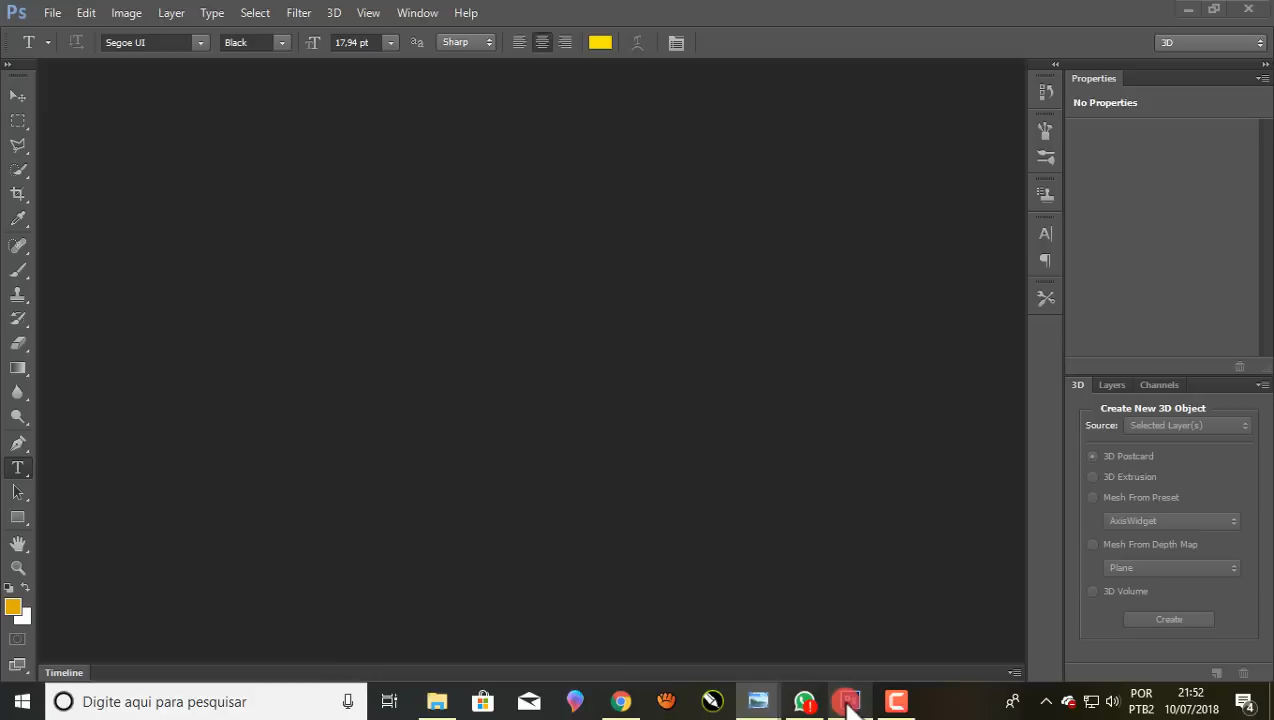 Ps File Edit Image Layer Type Select Filter 3D View Window Help
T Segoe UI Black 17,94 pt Sharp 3D
Properties
No Properties
3D Layers Channels
Create New 3D Object
Source: Selected Layer(s)
3D Postcard
3D Extrusion
Mesh From Preset
AxisWidget
Mesh From Depth Map
Plane
3D Volume
Create
Timeline
Digite aqui para pesquisar
POR
PTB2
21:52
10/07/2018
4